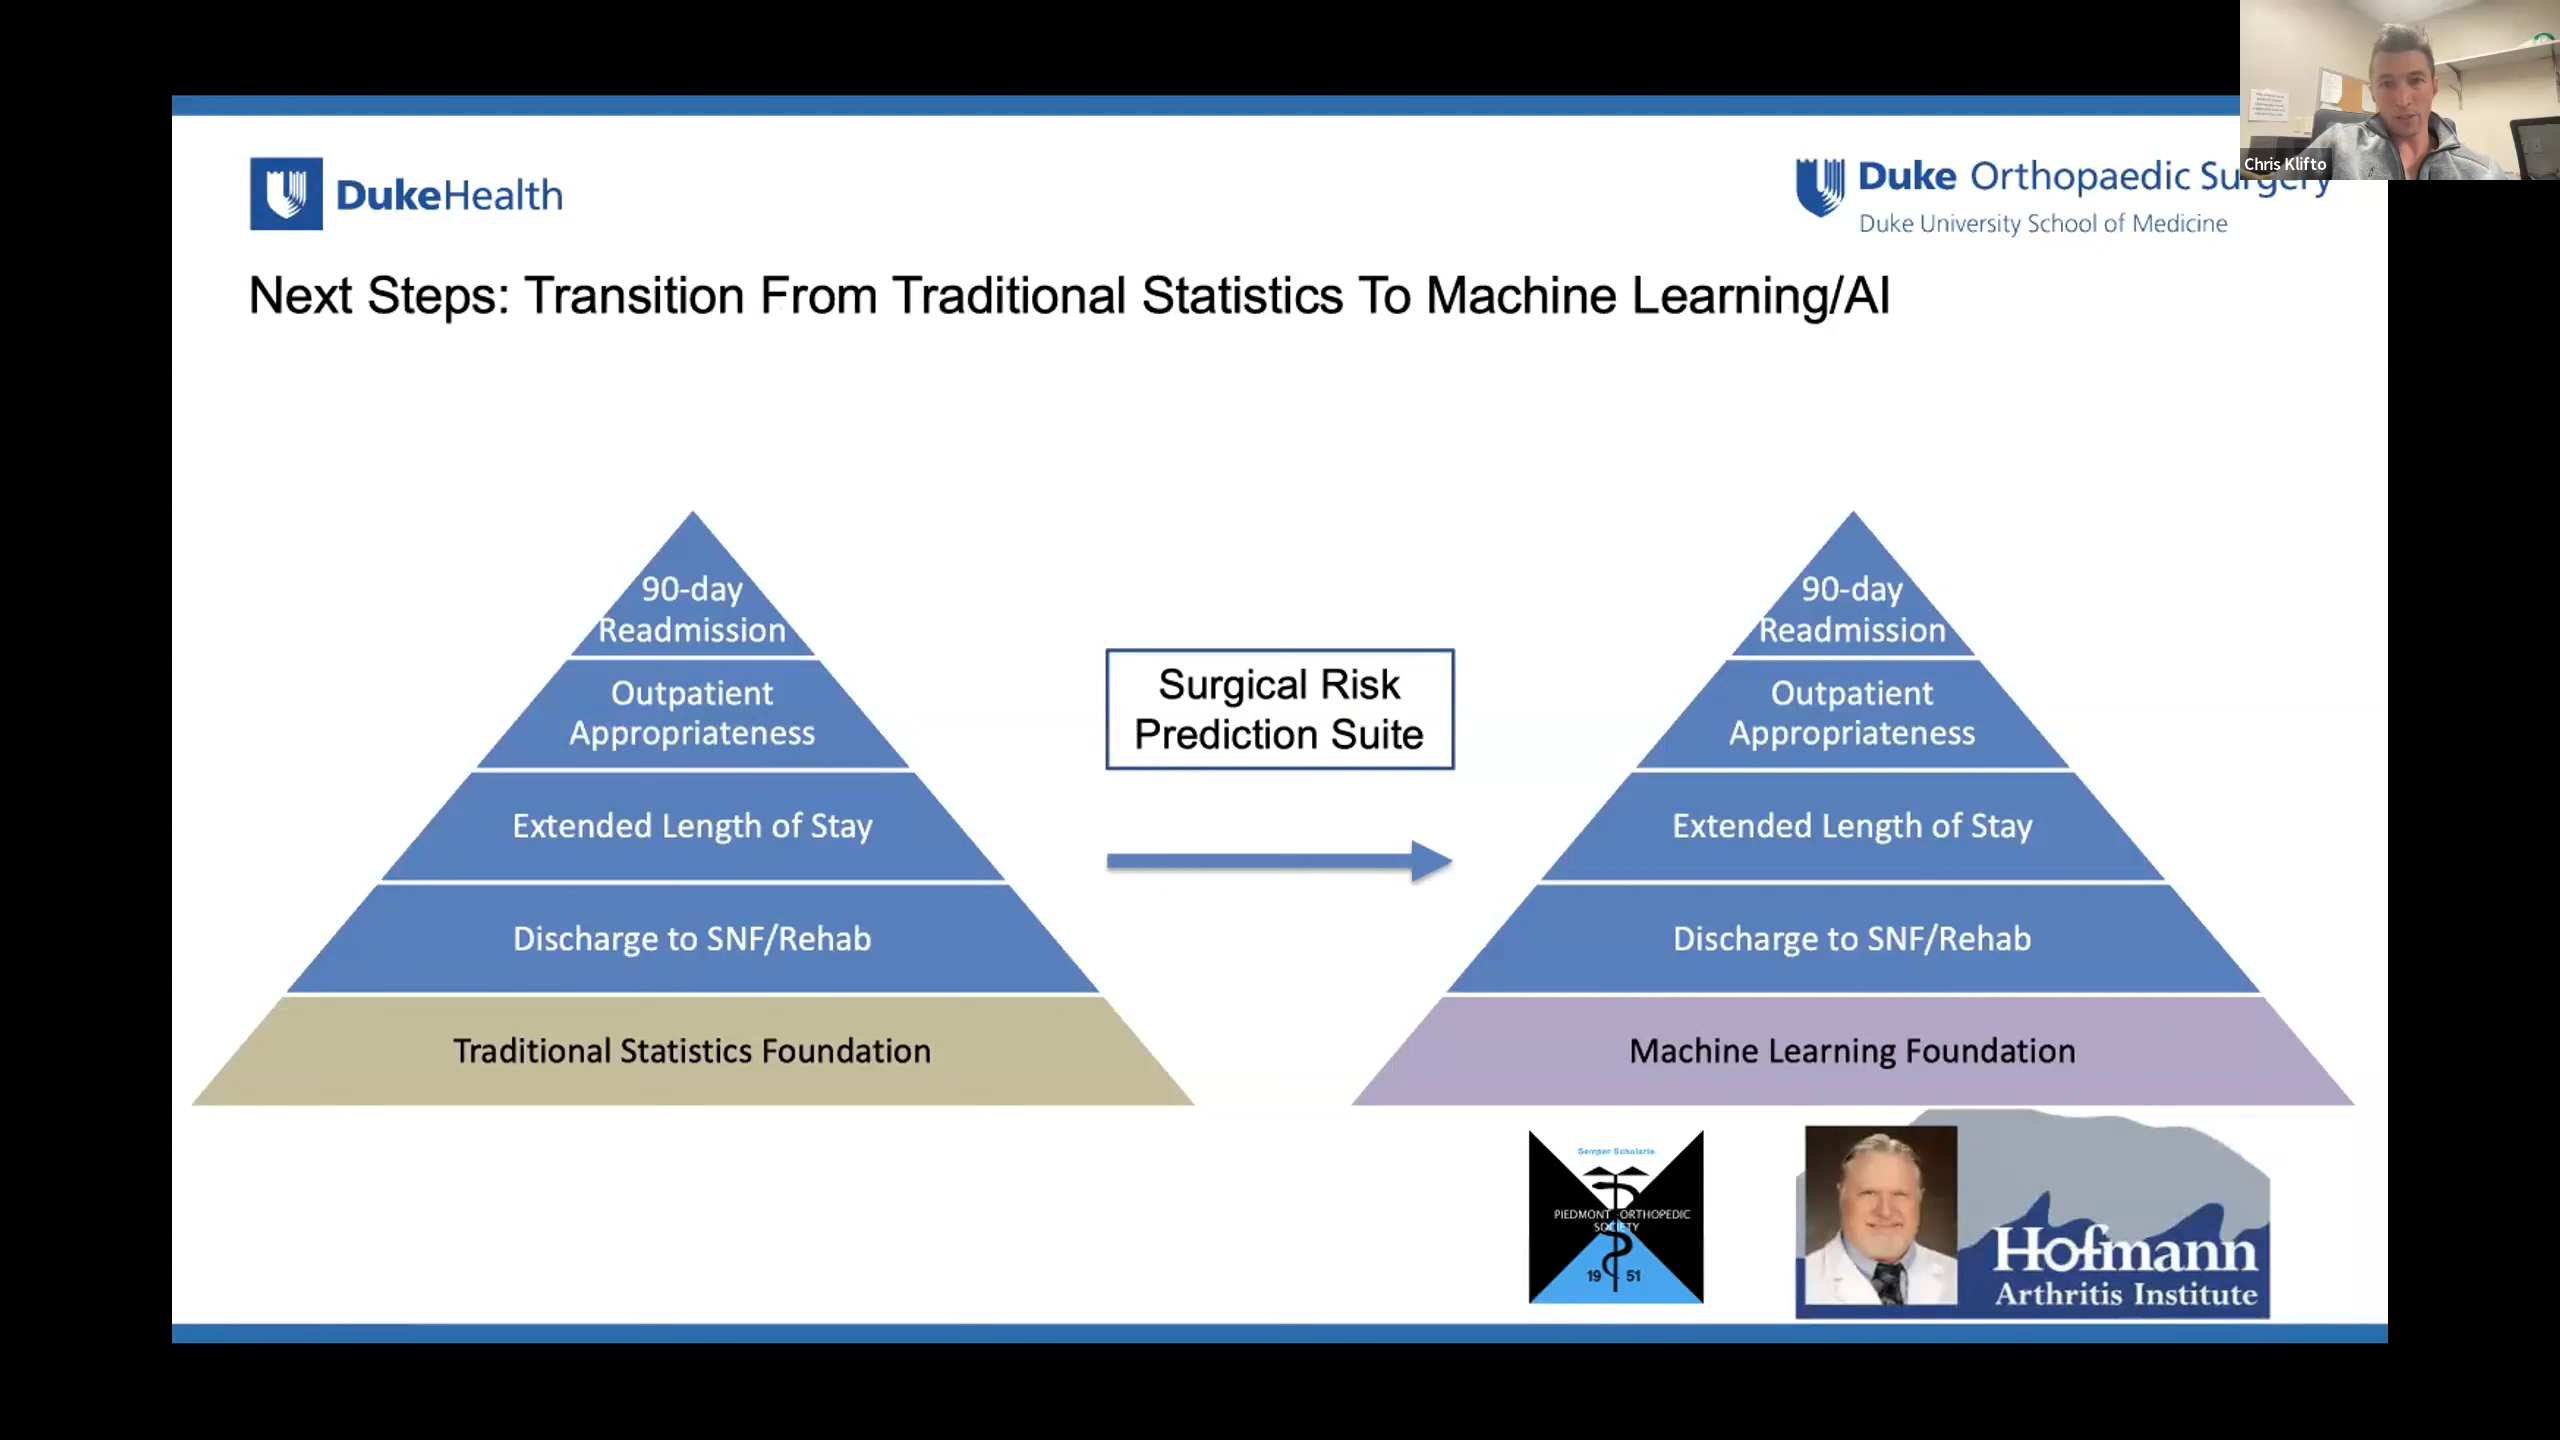 Chris Klifto
DukeHealth
Duke Orthopaedic Surgery
Duke University School of Medicine
Next Steps: Transition From Traditional Statistics To Machine Learning/AI
90-day
Readmission
Outpatient
Appropriateness
Extended Length of Stay
Discharge to SNF/Rehab
Traditional Statistics Foundation
Surgical Risk
Prediction Suite
90-day
Readmission
Outpatient
Appropriateness
Extended Length of Stay
Discharge to SNF/Rehab
Machine Learning Foundation
Semper Scholaris
PIEDMONT ORTHOPEDIC
SOCIETY
19 51
Hofmann
Arthritis Institute